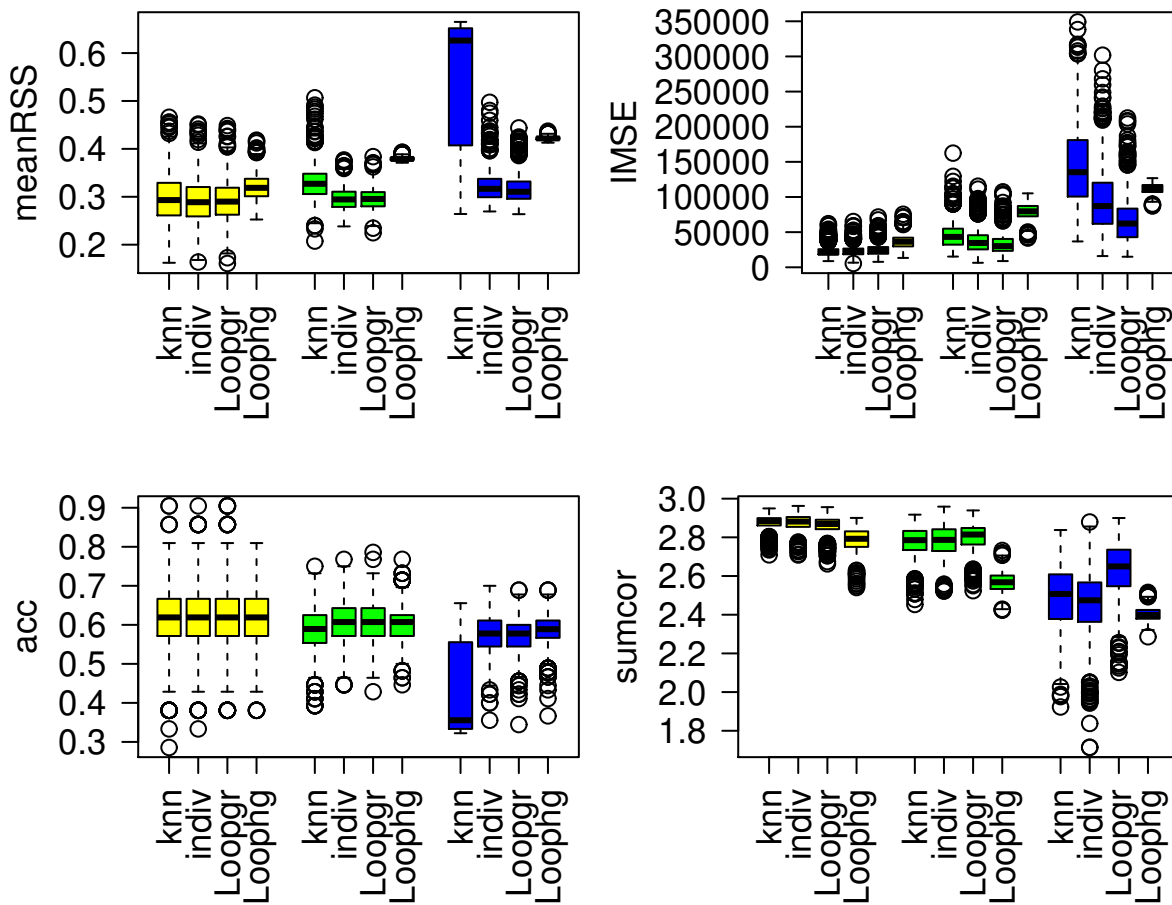 meanRSS
0.6
0.5
0.4
0.3
0.2
knn
indiv
Loopgr
Loophg
knn
indiv
Loopgr
Loophg
knn
indiv
Loopgr
Loophg
IMSE
350000
300000
250000
200000
150000
100000
50000
0
knn
indiv
Loopgr
Loophg
knn
indiv
Loopgr
Loophg
knn
indiv
Loopgr
Loophg
acc
0.9
0.8
0.7
0.6
0.5
0.4
0.3
knn
indiv
Loopgr
Loophg
knn
indiv
Loopgr
Loophg
knn
indiv
Loopgr
Loophg
sumcor
3.0
2.8
2.6
2.4
2.2
2.0
1.8
knn
indiv
Loopgr
Loophg
knn
indiv
Loopgr
Loophg
knn
indiv
Loopgr
Loophg